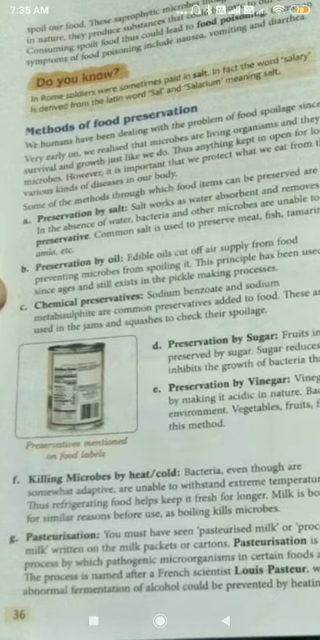 7:35 AM
spoil our food. These saprophytic
in nature, they produce substances that
Consuming spoilt food thus could lead to food poisoning.
symptoms of food poisoning include nausea, vomiting and diarrhea.
Do you know?
In Rome soldiers were sometimes paid in salt. In fact the word "salary"
is derived from the latin word 'Sal' and 'Salarium' meaning salt.
Methods of food preservation
We humans have been dealing with the problem of food spoilage since
Very early on, we realised that microbes are living organisms and they
survival and growth just like we do. Thus anything kept in open for
microbes. However, it is important that we protect what we eat from
various kinds of diseases in our body.
Some of the methods through which food items can be preserved are
a. Preservation by salt: Salt works as water absorbent and removes
In the absence of water, bacteria and other microbes are unable to
preservative. Common salt is used to preserve meat, fish,
amla, etc.
b. Preservation by oil: Edible oils cut off air supply from food
preventing microbes from spoiling it. This principle has been used
since ages and still exists in the pickle making processes.
c. Chemical preservatives: Sodium benzoate and sodium
metabisulphite are common preservatives added to food. These
used in the jams and squashes to check their spoilage.
d. Preservation by Sugar: Fruits
preserved by sugar. Sugar reduces
inhibits the growth of bacteria
e. Preservation by Vinegar:
by making it acidic in nature.
environment. Vegetables, fruits,
this method.
Preservatives mentioned
on food labels
f. Killing Microbes by heat/cold: Bacteria, even though are
somewhat adaptive, are unable to withstand extreme
Thus refrigerating food helps keep it fresh for longer. Milk is
for similar reasons before use, as boiling kills microbes.
g. Pasteurisation: You must have seen 'pasteurised milk' or
milk' written on the milk packets or cartons. Pasteurisation is
process by which pathogenic microorganisms in certain foods
The process is named after a French scientist Louis Pasteur,
abnormal fermentation of alcohol could be prevented by
36